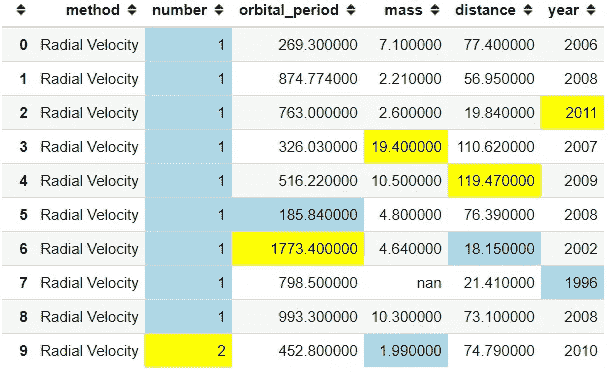 method number orbital_period mass distance year
0 Radial Velocity 1 269.300000 7.100000 77.400000 2006
1 Radial Velocity 1 874.774000 2.210000 56.950000 2008
2 Radial Velocity 1 763.000000 2.600000 19.840000 2011
3 Radial Velocity 1 326.030000 19.400000 110.620000 2007
4 Radial Velocity 1 516.220000 10.500000 119.470000 2009
5 Radial Velocity 1 185.840000 4.800000 76.390000 2008
6 Radial Velocity 1 1773.400000 4.640000 18.150000 2002
7 Radial Velocity 1 798.500000 nan 21.410000 1996
8 Radial Velocity 1 993.300000 10.300000 73.100000 2008
9 Radial Velocity 2 452.800000 1.990000 74.790000 2010